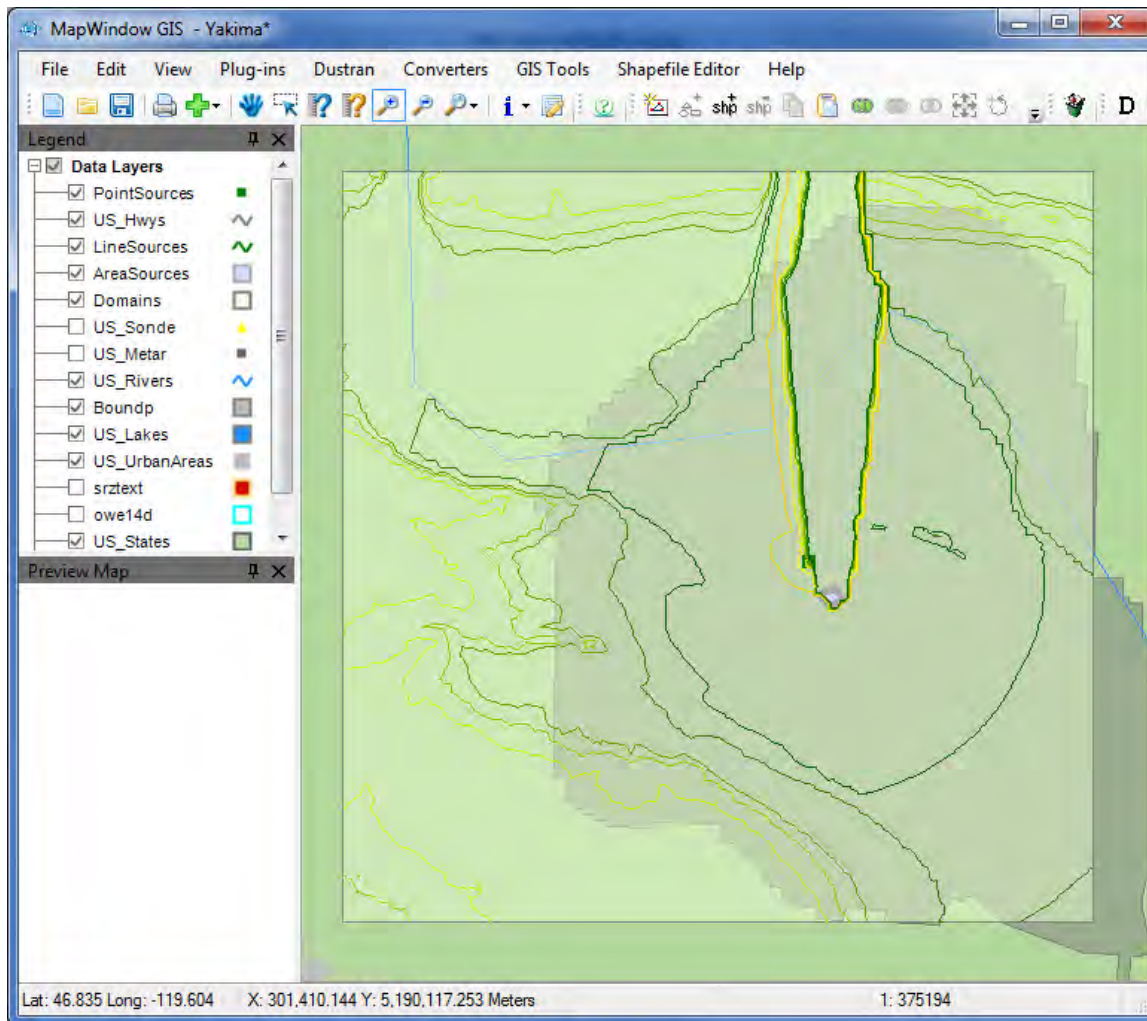 MapWindow GIS - Yakima*
File Edit View Plug-ins Dustran Converters GIS Tools Shapefile Editor Help
shp shp D
Legend
Data Layers
PointSources
US_Hwys
LineSources
AreaSources
Domains
US_Sonde
US_Metar
US_Rivers
Boundp
US_Lakes
US_UrbanAreas
srztext
owe14d
US_States
Preview Map
Lat: 46.835 Long: -119.604 X: 301,410.144 Y: 5,190,117.253 Meters 1: 375194